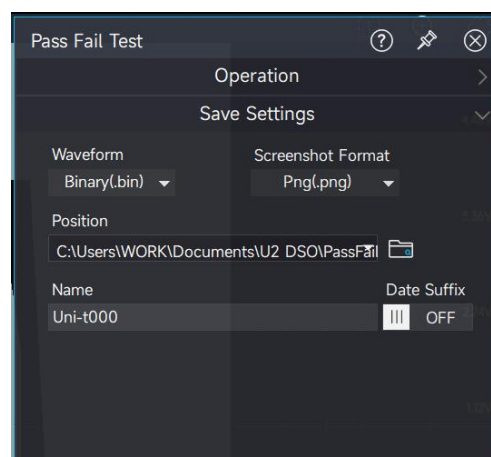 Pass Fail Test
Operation
Save Settings
Waveform Screenshot Format
Binary(.bin) Png(.png)
Position
C:\Users\WORK\Documents\U2 DSO\PassFail
Name Date Suffix
Uni-t000 OFF